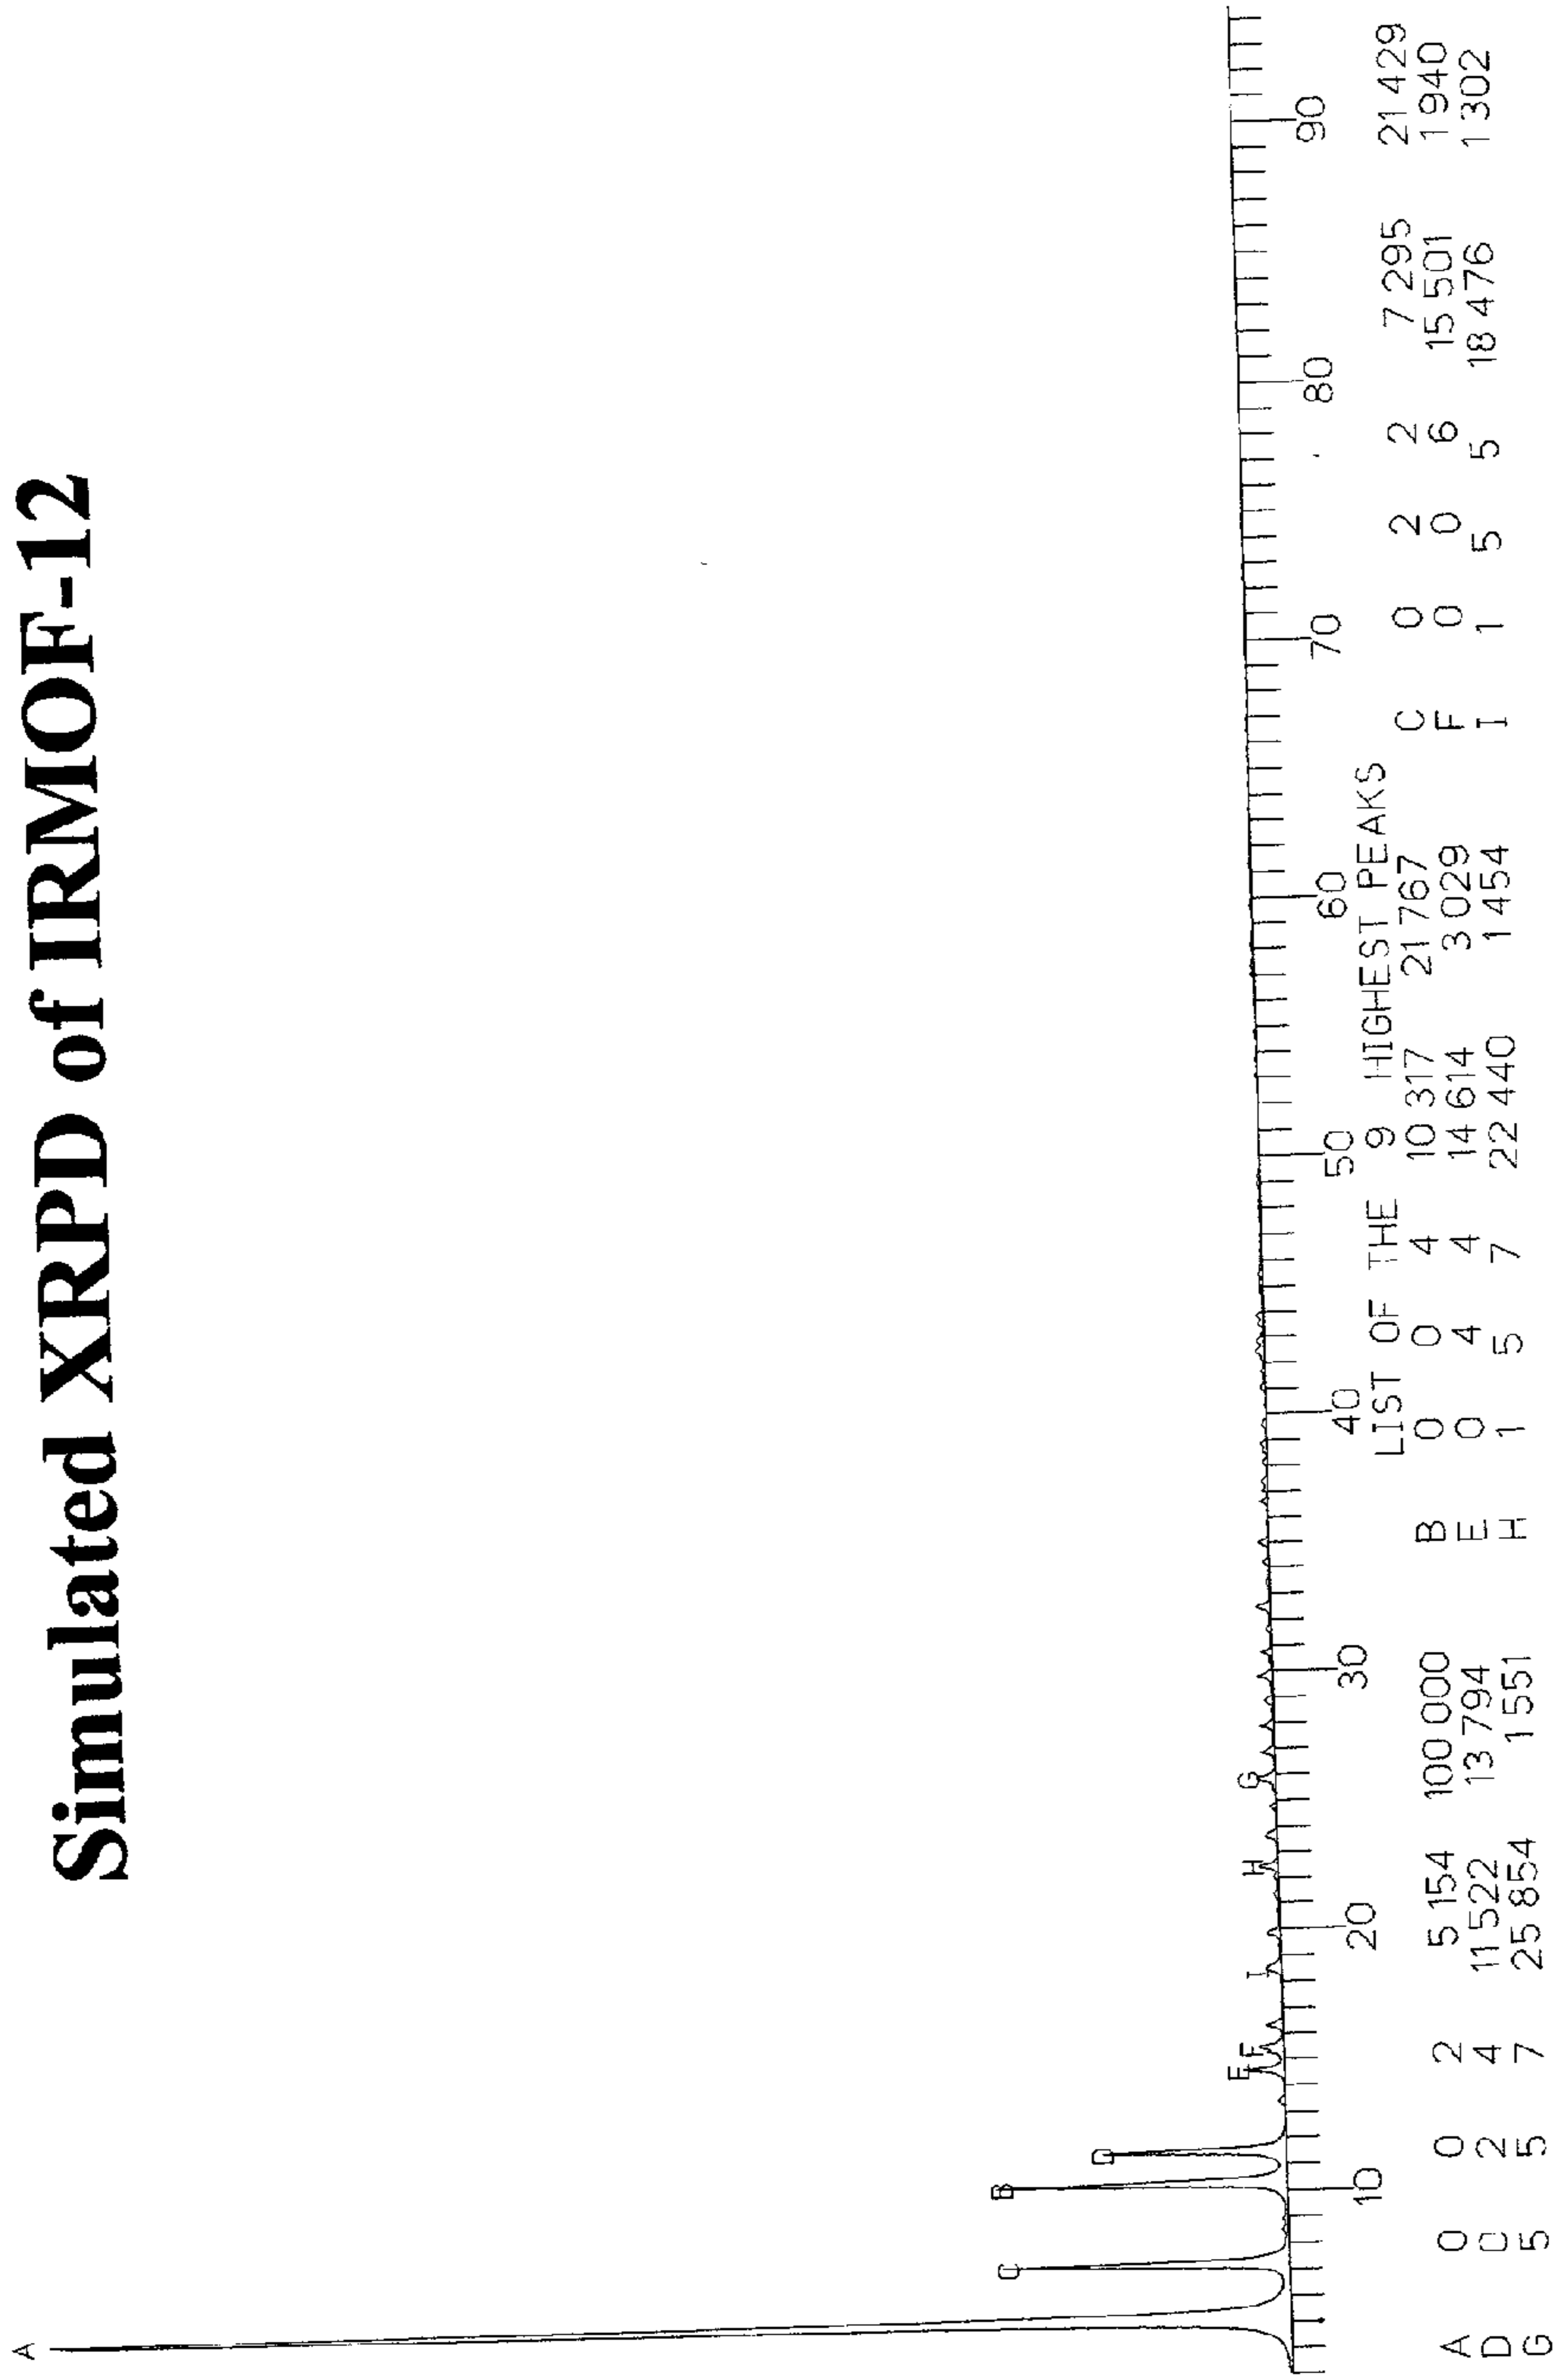 Simulated XRPD of IRMOF-12
A
C
B
D
E
F
I
H
G
10 20 30 40 50 60 70 80 90
LIST OF THE 9 HIGHEST PEAKS
A 0 0 2 5 154 100 000 B 0 0 4 10 317 21 767 C 0 2 2 7 295 21 429
D 0 2 4 11 522 13 794 E 0 4 4 14 614 3 029 F 0 0 6 15 501 1 940
G 5 5 7 25 854 1 551 H 1 5 7 22 440 1 454 I 1 5 5 18 476 1 302